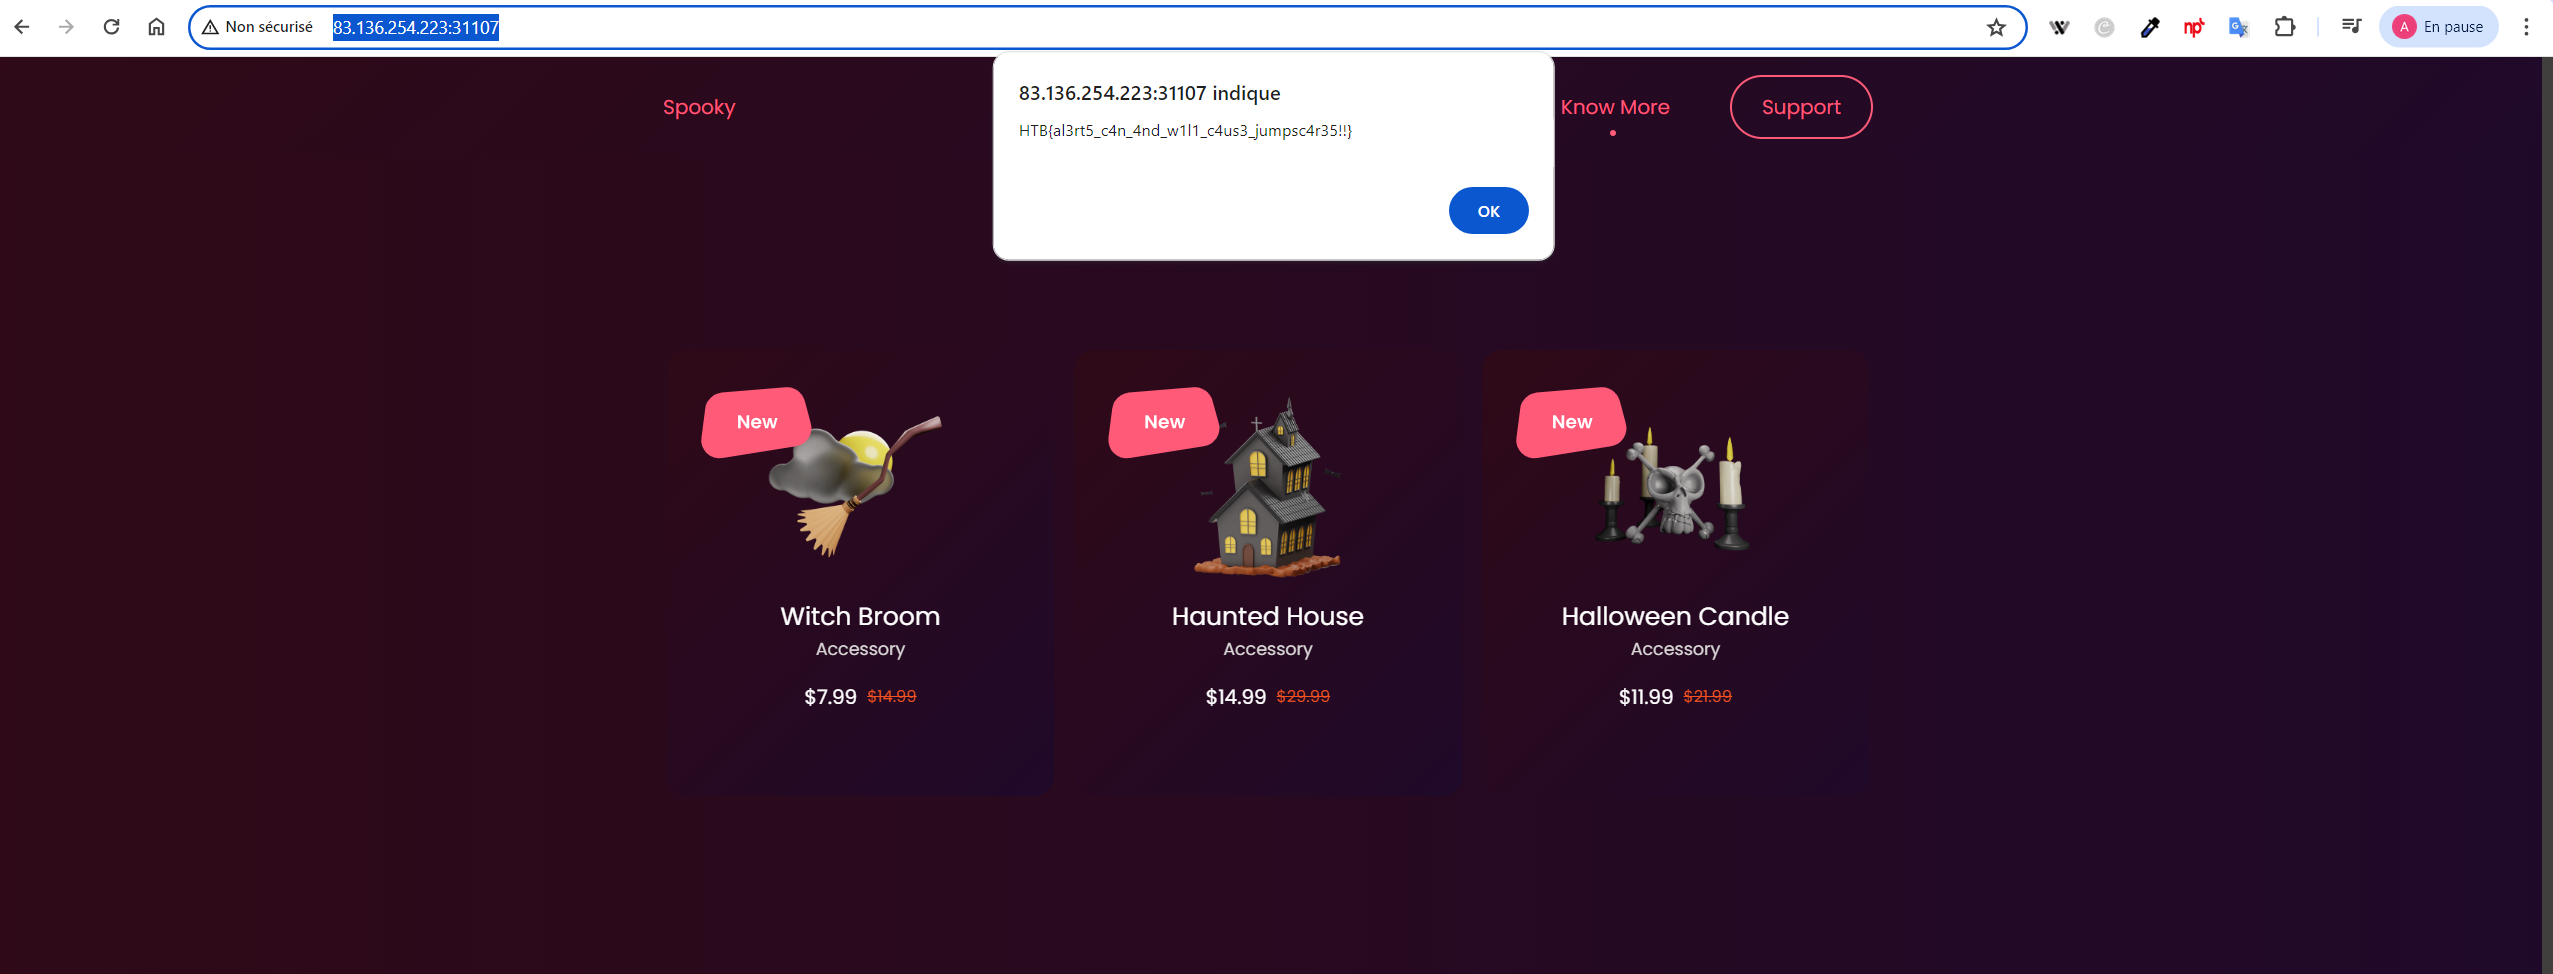 Non sécurisé 83.136.254.223:31107
A En pause
83.136.254.223:31107 indique
HTB{al3rt5_c4n_4nd_w1l1_c4us3_jumpsc4r35!!}
OK
Spooky
Know More
Support
New
New
New
Witch Broom
Accessory
$7.99 $14.99
Haunted House
Accessory
$14.99 $29.99
Halloween Candle
Accessory
$11.99 $21.99